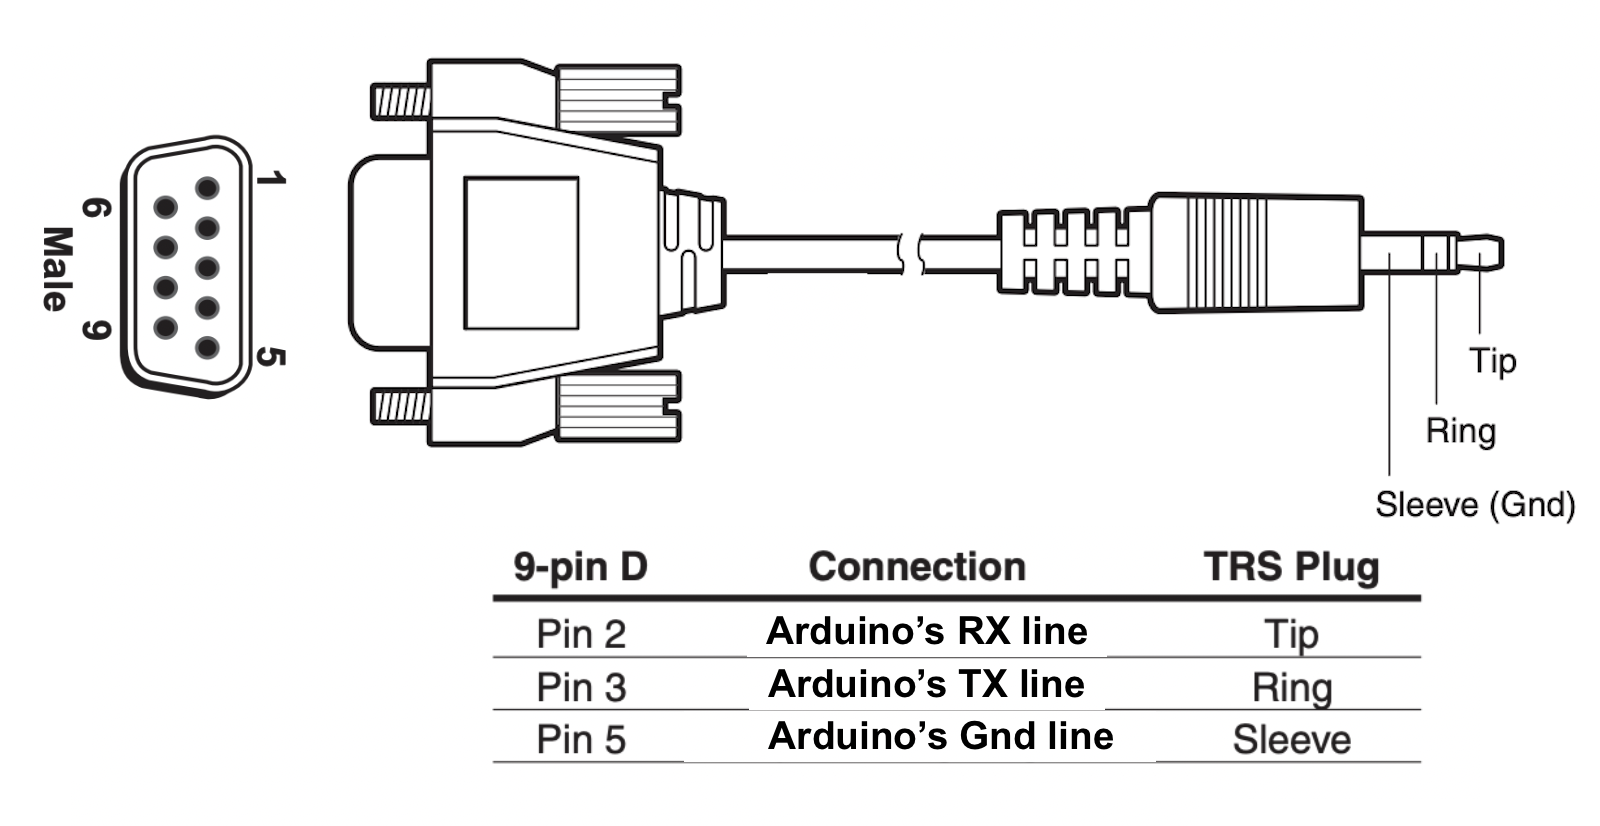 Male
6
9
1
5
Tip
Ring
Sleeve (Gnd)
9-pin D Connection TRS Plug
Pin 2 Arduino’s RX line Tip
Pin 3 Arduino’s TX line Ring
Pin 5 Arduino’s Gnd line Sleeve